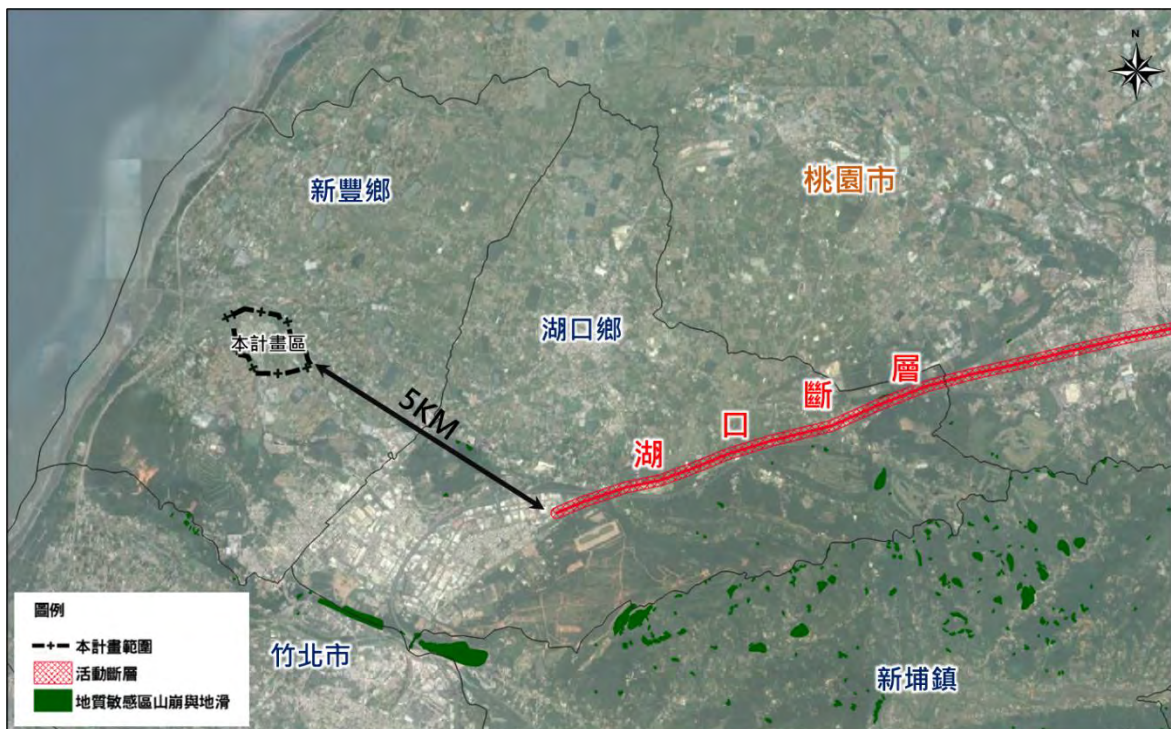 N
新豐鄉
桃園市
本計畫區
湖口鄉
5KM
湖口斷層
竹北市
新埔鎮
圖例
本計畫範圍
活動斷層
地質敏感區山崩與地滑